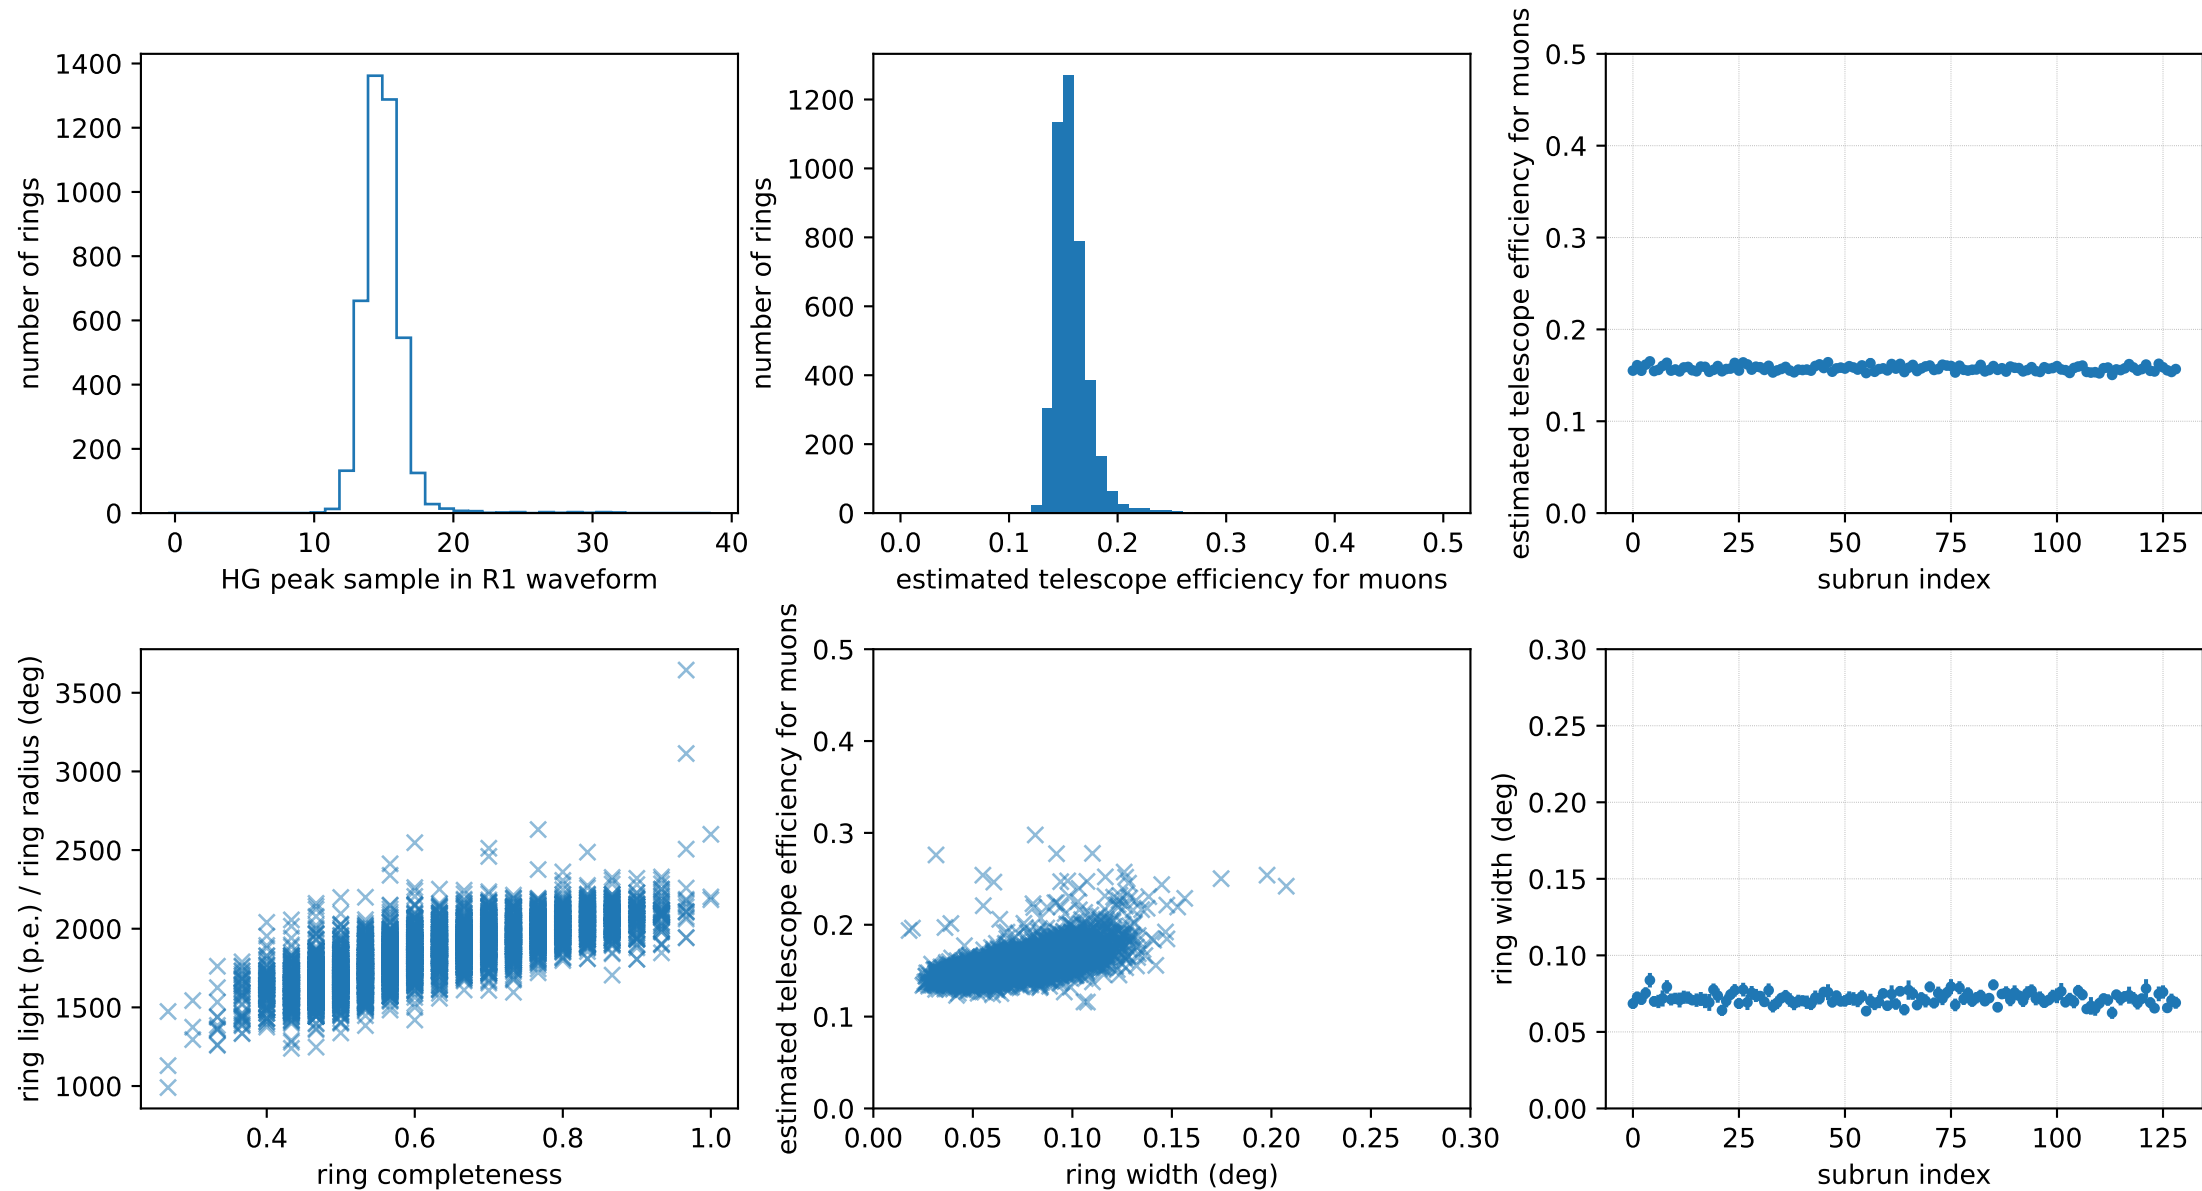 number of rings
1400
1200
1000
800
600
400
200
0
0 10 20 30 40
HG peak sample in R1 waveform
number of rings
1200
1000
800
600
400
200
0
0.0 0.1 0.2 0.3 0.4 0.5
estimated telescope efficiency for muons
estimated telescope efficiency for muons
0.5
0.4
0.3
0.2
0.1
0.0
0 25 50 75 100 125
subrun index
ring light (p.e.) / ring radius (deg)
3500
3000
2500
2000
1500
1000
0.4 0.6 0.8 1.0
ring completeness
estimated telescope efficiency for muons
0.5
0.4
0.3
0.2
0.1
0.0
0.00 0.05 0.10 0.15 0.20 0.25 0.30
ring width (deg)
ring width (deg)
0.30
0.25
0.20
0.15
0.10
0.05
0.00
0 25 50 75 100 125
subrun index